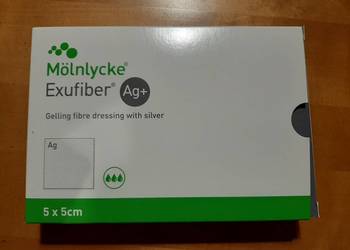 Mölnlycke®
Exufiber® Ag+
Gelling fibre dressing with silver
Ag
5 x 5cm